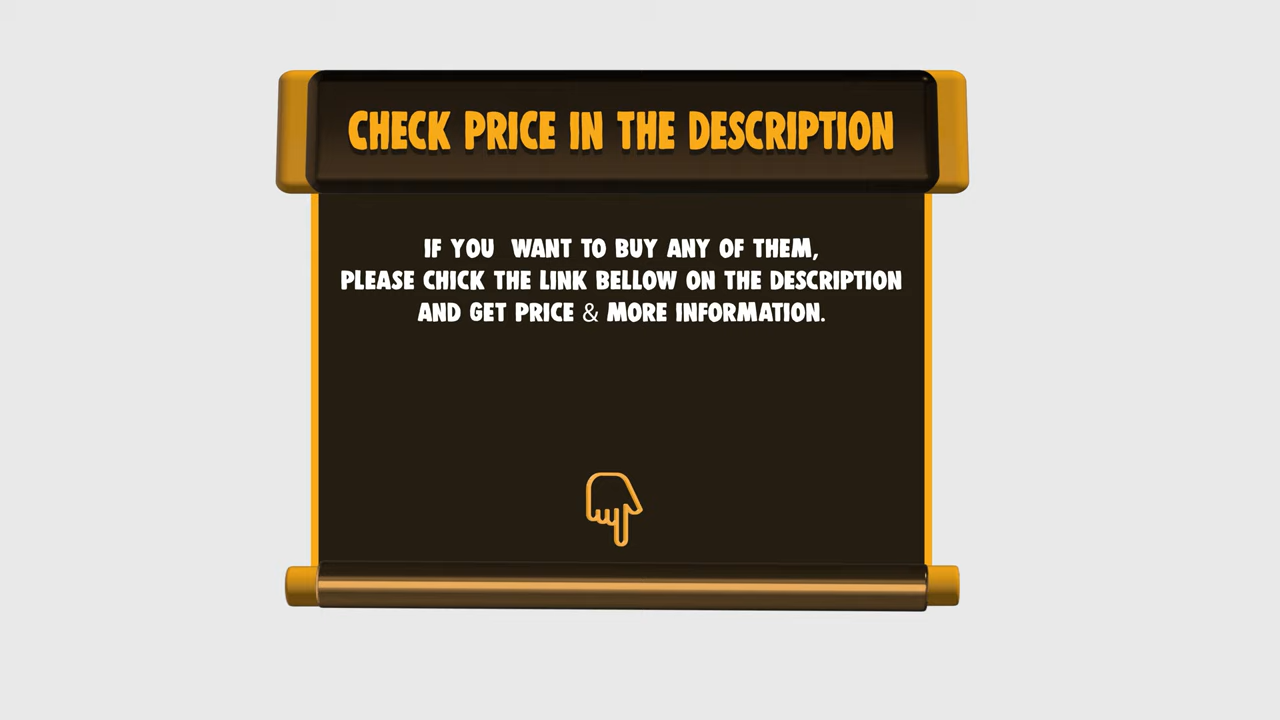 CHECK PRICE IN THE DESCRIPTION
IF YOU WANT TO BUY ANY OF THEM,
PLEASE CHICK THE LINK BELLOW ON THE DESCRIPTION
AND GET PRICE & MORE INFORMATION.